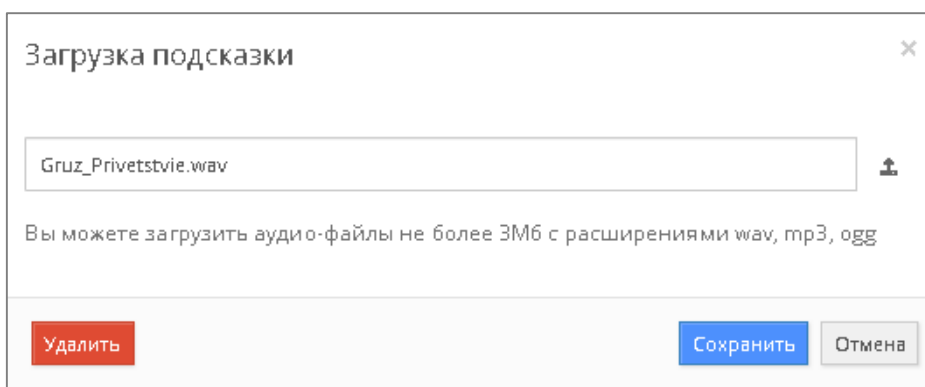 Загрузка подсказки
×
Gruz_Privetstvie.wav
Вы можете загрузить аудио-файлы не более 3Мб с расширениями wav, mp3, ogg
Удалить
Сохранить
Отмена